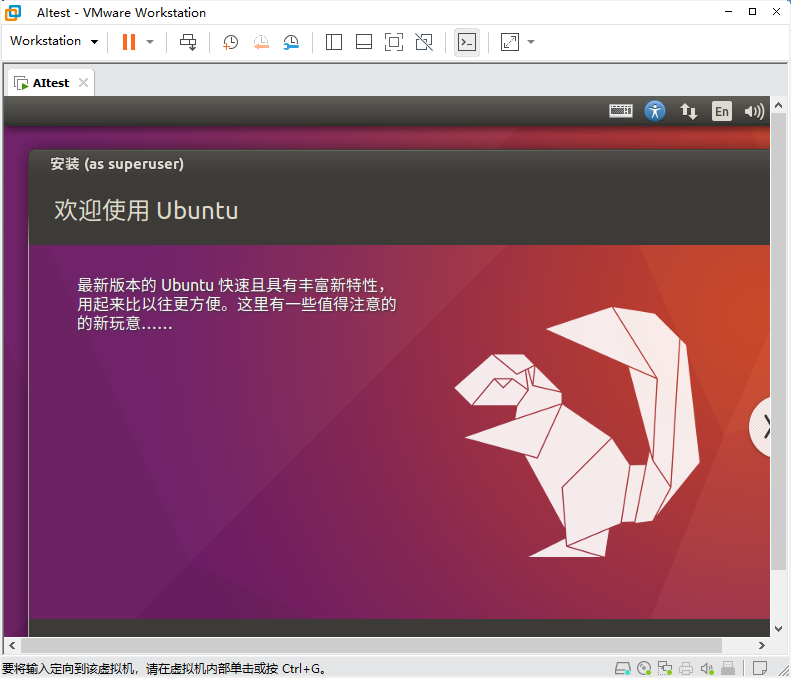 AItest - VMware Workstation
Workstation
AItest
En
安装 (as superuser)
欢迎使用 Ubuntu
最新版本的 Ubuntu 快速且具有丰富新特性，
用起来比以往更方便。这里有一些值得注意的
的新玩意……
要将输入定向到该虚拟机，请在虚拟机内部单击或按 Ctrl+G。